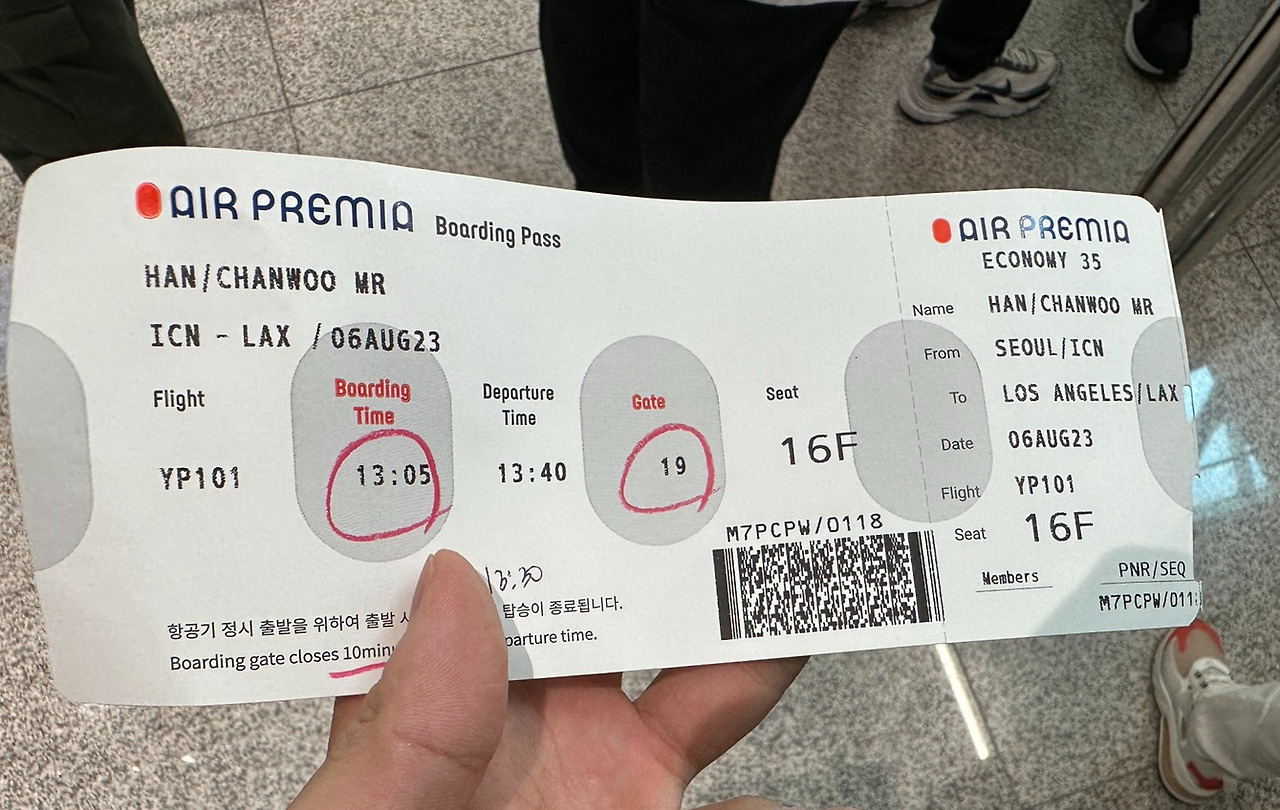 AIR PREMIA Boarding Pass
HAN/CHANWOO MR
ICN - LAX /06AUG23
Flight Boarding Time Departure Time Gate Seat
YP101 13:05 13:40 19 16F
M7PCPW/0118
13:30
항공기 정시 출발을 위하여 출발 탑승이 종료됩니다.
Boarding gate closes 10 departure time.
AIR PREMIA
ECONOMY 35
Name HAN/CHANWOO MR
From SEOUL/ICN
To LOS ANGELES/LAX
Date 06AUG23
Flight YP101
Seat 16F
Members PNR/SEQ
M7PCPW/011